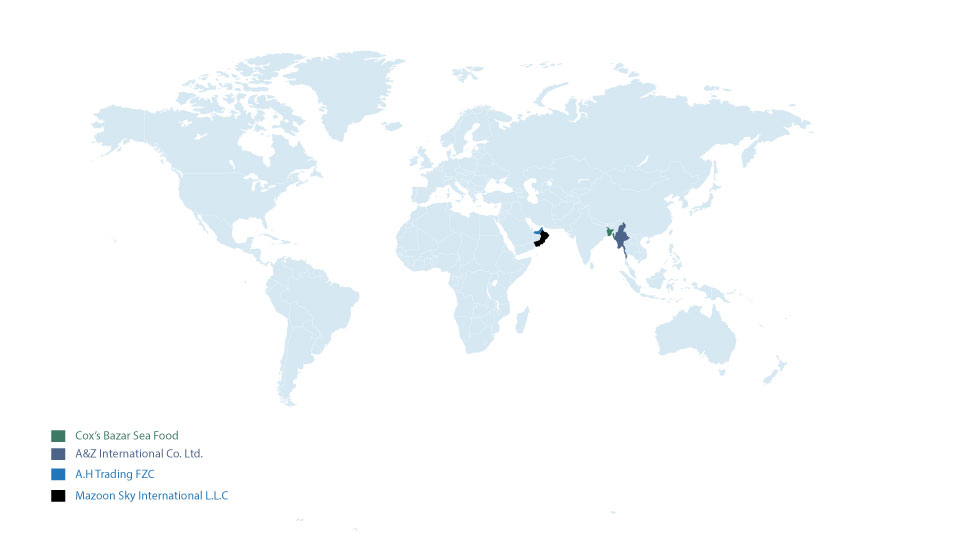 Cox's Bazar Sea Food
A&Z International Co. Ltd.
A.H Trading FZC
Mazoon Sky International L.L.C